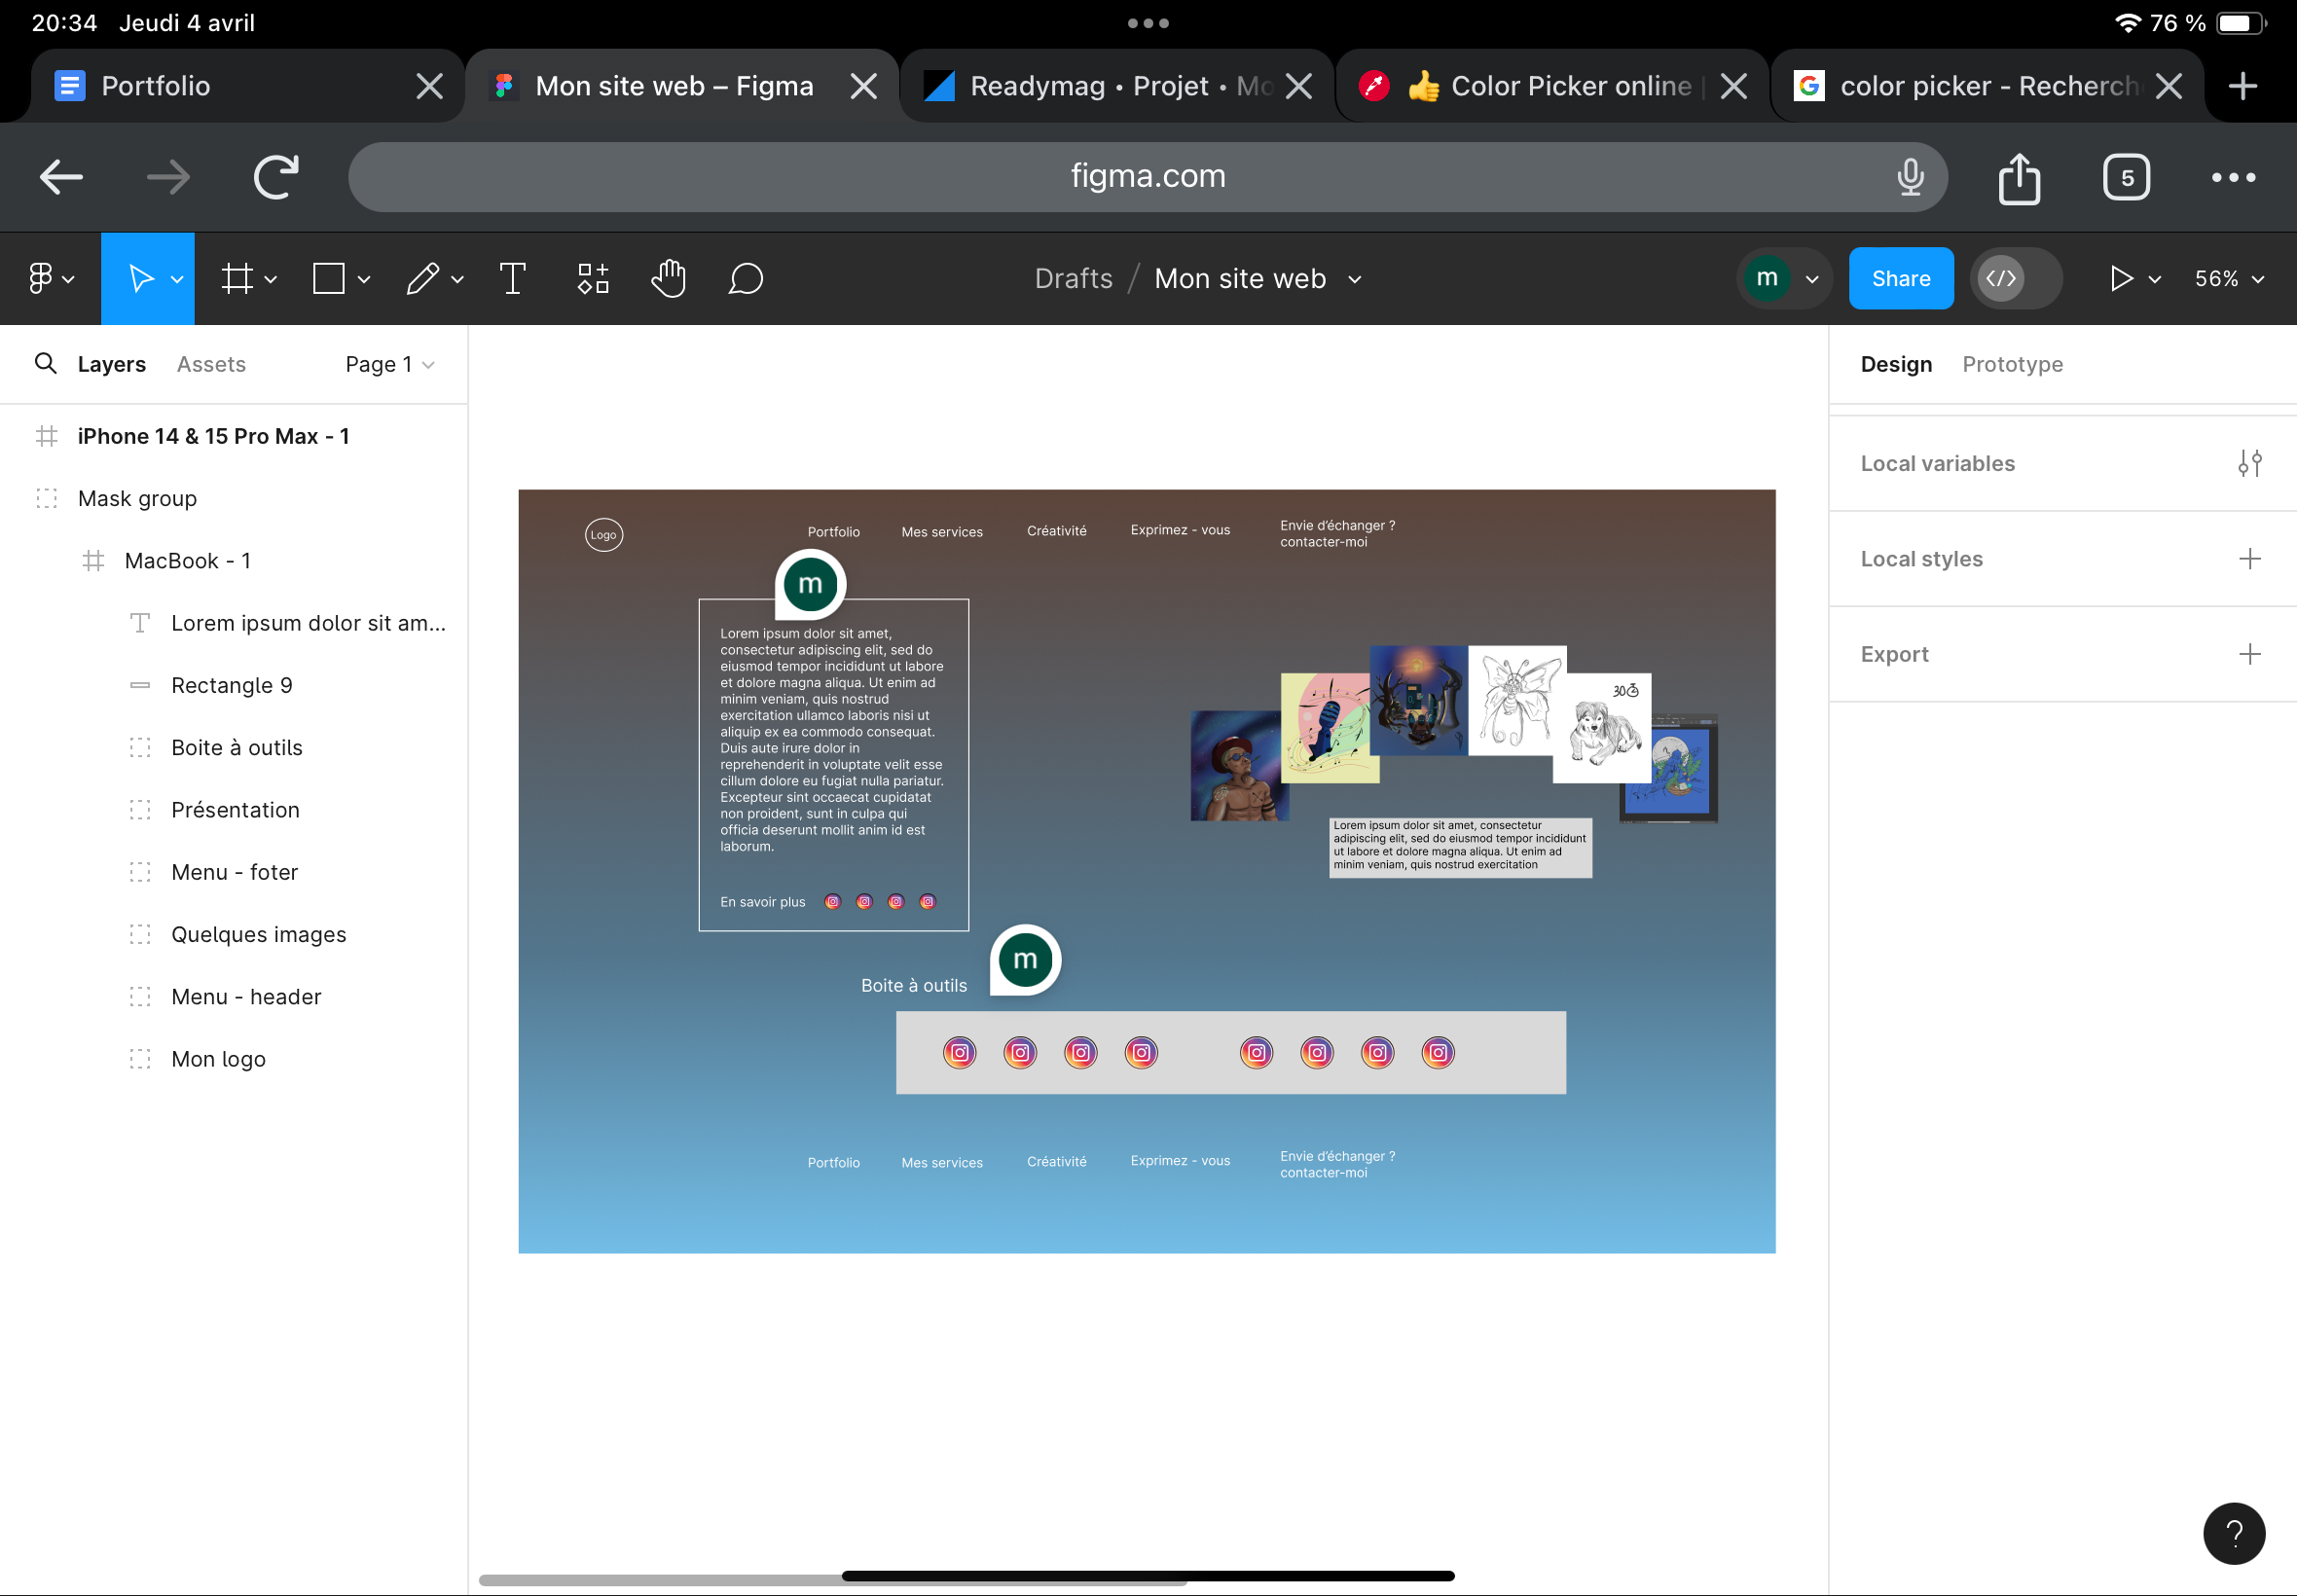 20:34 Jeudi 4 avril
76 %
Portfolio
Mon site web – Figma
Readymag • Projet • Mo
👍 Color Picker online |
color picker - Recherch
figma.com
5
Drafts / Mon site web
m
Share
56%
Layers
Assets
Page 1
Design
Prototype
iPhone 14 & 15 Pro Max - 1
Mask group
MacBook - 1
Lorem ipsum dolor sit am...
Rectangle 9
Boite à outils
Présentation
Menu - foter
Quelques images
Menu - header
Mon logo
Local variables
Local styles
Export
Logo
Portfolio
Mes services
Créativité
Exprimez - vous
Envie d'échanger ?
contacter-moi
m
Lorem ipsum dolor sit amet,
consectetur adipiscing elit, sed do
eiusmod tempor incididunt ut labore
et dolore magna aliqua. Ut enim ad
minim veniam, quis nostrud
exercitation ullamco laboris nisi ut
aliquip ex ea commodo consequat.
Duis aute irure dolor in
reprehenderit in voluptate velit esse
cillum dolore eu fugiat nulla pariatur.
Excepteur sint occaecat cupidatat
non proident, sunt in culpa qui
officia deserunt mollit anim id est
laborum.
En savoir plus
30
Lorem ipsum dolor sit amet, consectetur
adipiscing elit, sed do eiusmod tempor incididunt
ut labore et dolore magna aliqua. Ut enim ad
minim veniam, quis nostrud exercitation
m
Boite à outils
Portfolio
Mes services
Créativité
Exprimez - vous
Envie d'échanger ?
contacter-moi
?